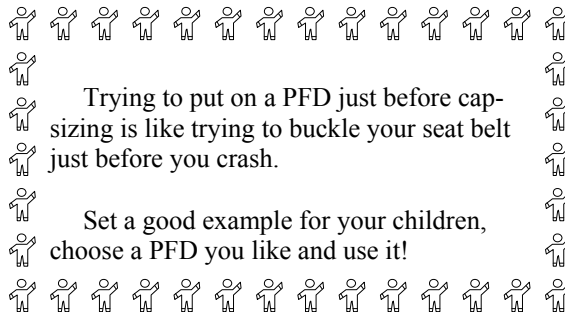 Trying to put on a PFD just before cap-
sizing is like trying to buckle your seat belt
just before you crash.
Set a good example for your children,
choose a PFD you like and use it!